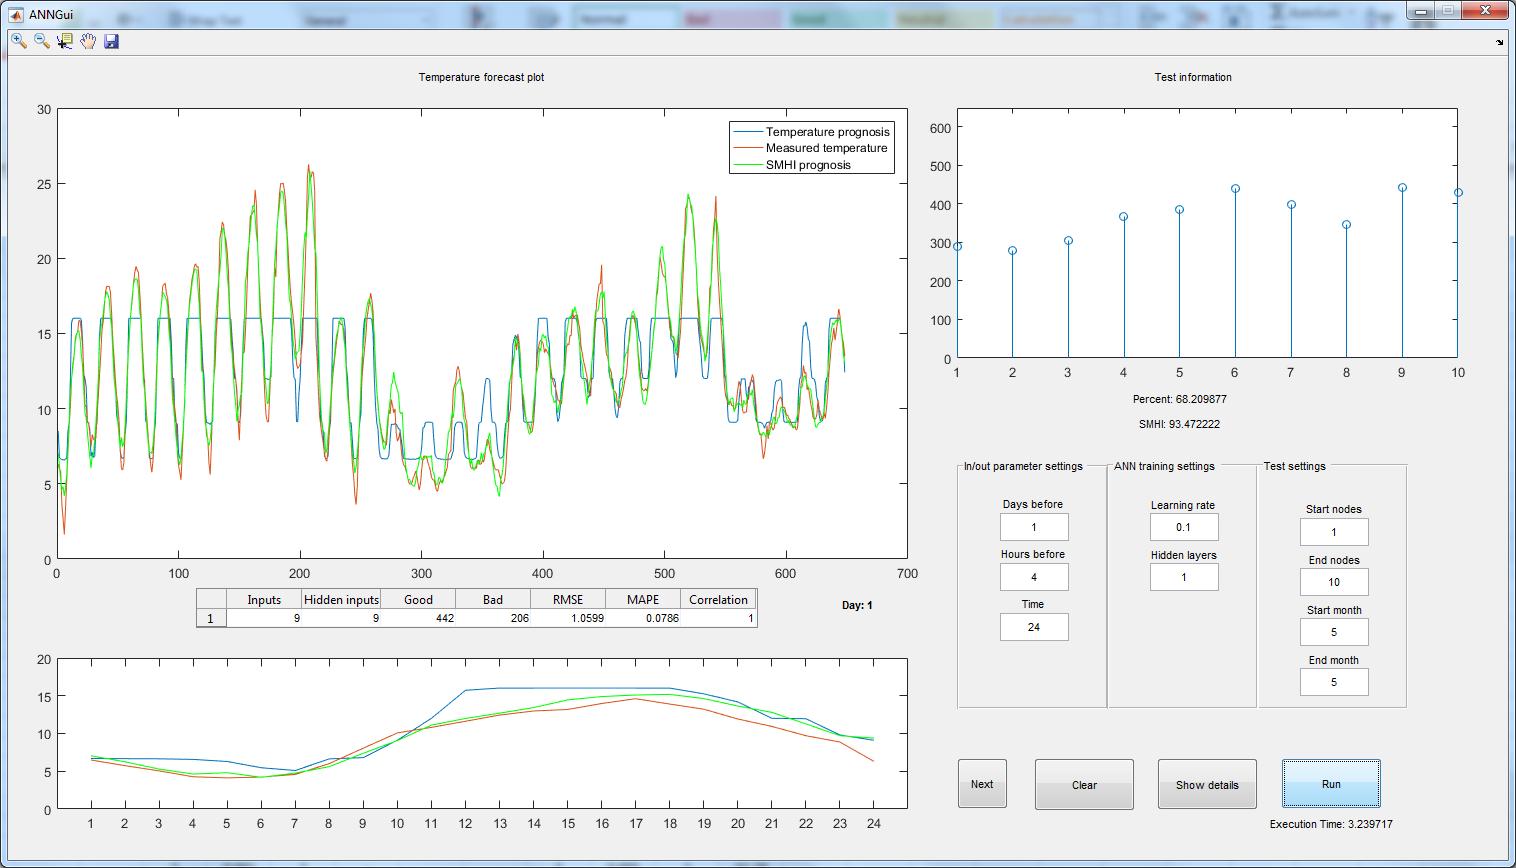 ANNGui
Temperature forecast plot
30
25
20
15
10
5
0
0 100 200 300 400 500 600 700
Temperature prognosis
Measured temperature
SMHI prognosis
Inputs Hidden inputs Good Bad RMSE MAPE Correlation
1 9 9 442 206 1.0599 0.0786 1
Day: 1
20
15
10
5
0
1 2 3 4 5 6 7 8 9 10 11 12 13 14 15 16 17 18 19 20 21 22 23 24
Test information
600
500
400
300
200
100
0
1 2 3 4 5 6 7 8 9 10
Percent: 68.209877
SMHI: 93.472222
In/out parameter settings
Days before
1
Hours before
4
Time
24
ANN training settings
Learning rate
0.1
Hidden layers
1
Test settings
Start nodes
1
End nodes
10
Start month
5
End month
5
Next
Clear
Show details
Run
Execution Time: 3.239717